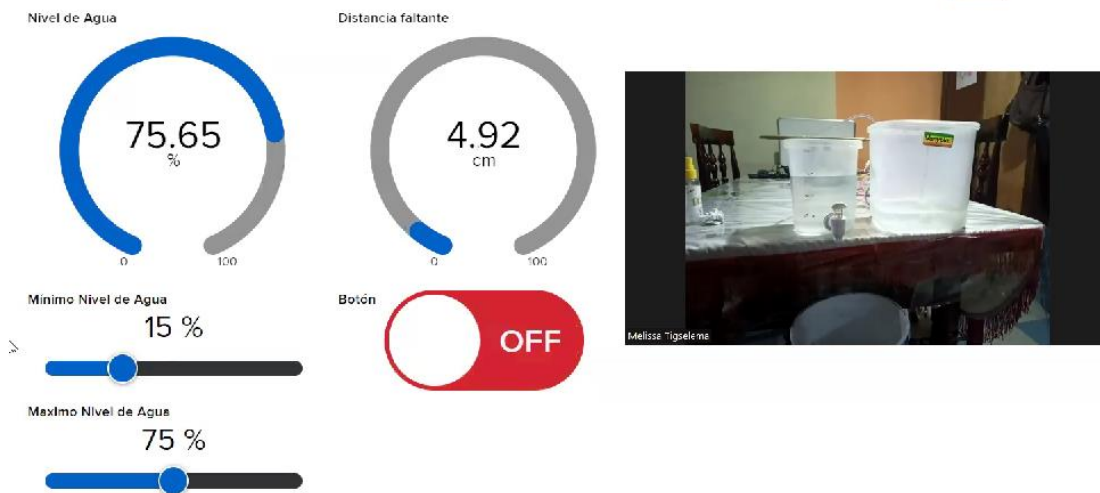 Nivel de Agua
75.65
%
0
100
Distancia faltante
4.92
cm
0
100
Mínimo Nivel de Agua
15 %
Botón
OFF
Maximo Nivel de Agua
75 %
Melissa Tigselema